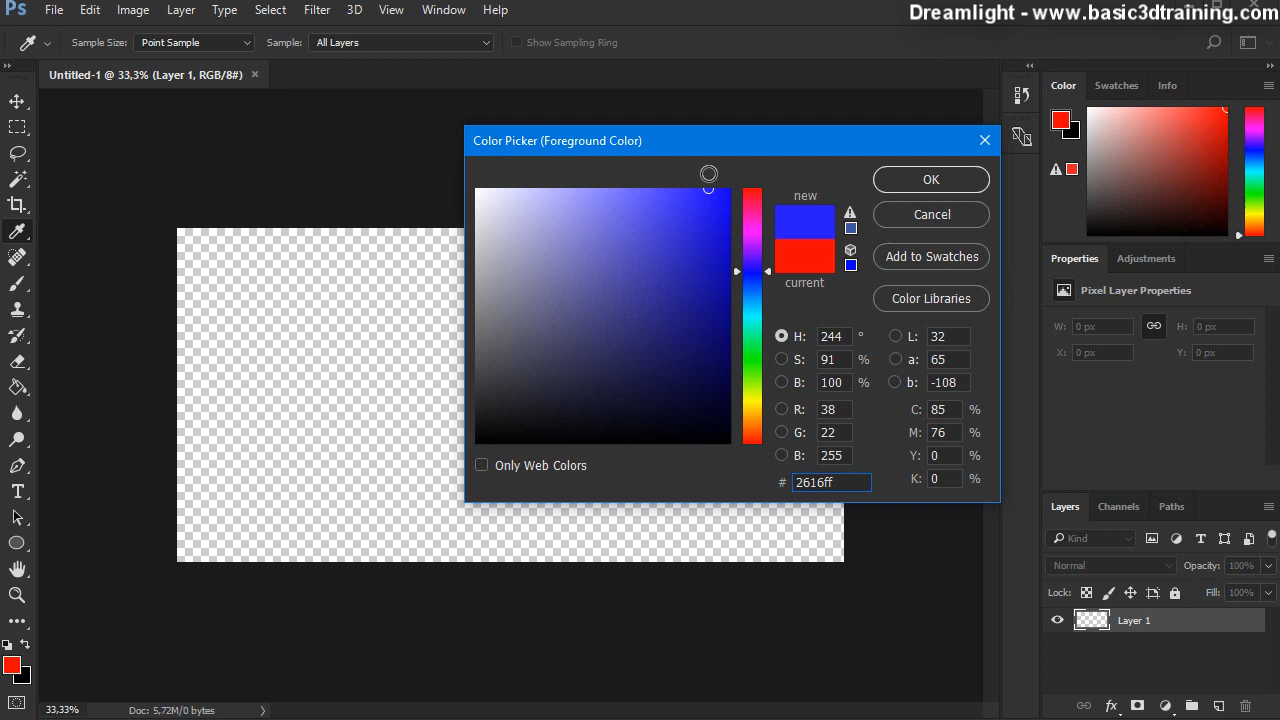 Dreamlight - www.basic3dtraining.com
Ps File Edit Image Layer Type Select Filter 3D View Window Help
Sample Size: Point Sample Sample: All Layers Show Sampling Ring
Untitled-1 @ 33,3% (Layer 1, RGB/8#)
Color Swatches Info
Color Picker (Foreground Color)
new
current
OK
Cancel
Add to Swatches
Color Libraries
H: 244 ° L: 32
S: 91 % a: 65
B: 100 % b: -108
R: 38 C: 85 %
G: 22 M: 76 %
B: 255 Y: 0 %
# 2616ff K: 0 %
Only Web Colors
Properties Adjustments
Pixel Layer Properties
W: 0 px H: 0 px
X: 0 px Y: 0 px
Layers Channels Paths
Kind
Normal Opacity: 100%
Lock: Fill: 100%
Layer 1
fx
33,33% Doc: 5,72M/0 bytes